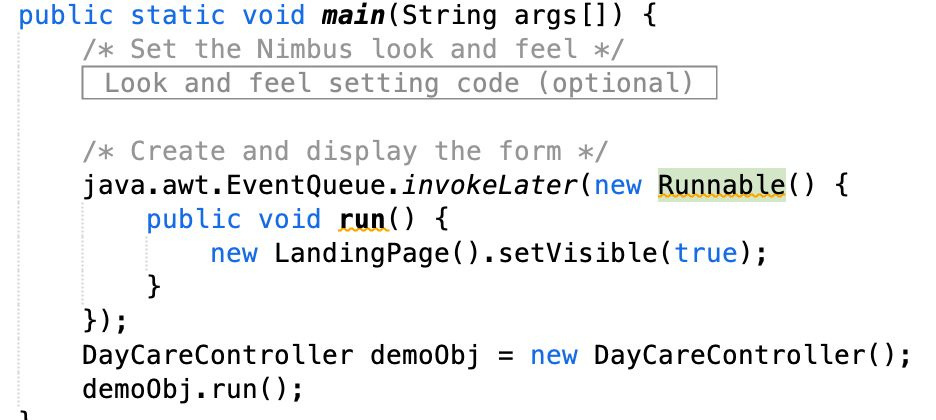 public static void main(String args[]) {
/* Set the Nimbus look and feel */
Look and feel setting code (optional)
/* Create and display the form */
java.awt.EventQueue.invokeLater(new Runnable() {
public void run() {
new LandingPage().setVisible(true);
}
});
DayCareController demoObj = new DayCareController();
demoObj.run();
}